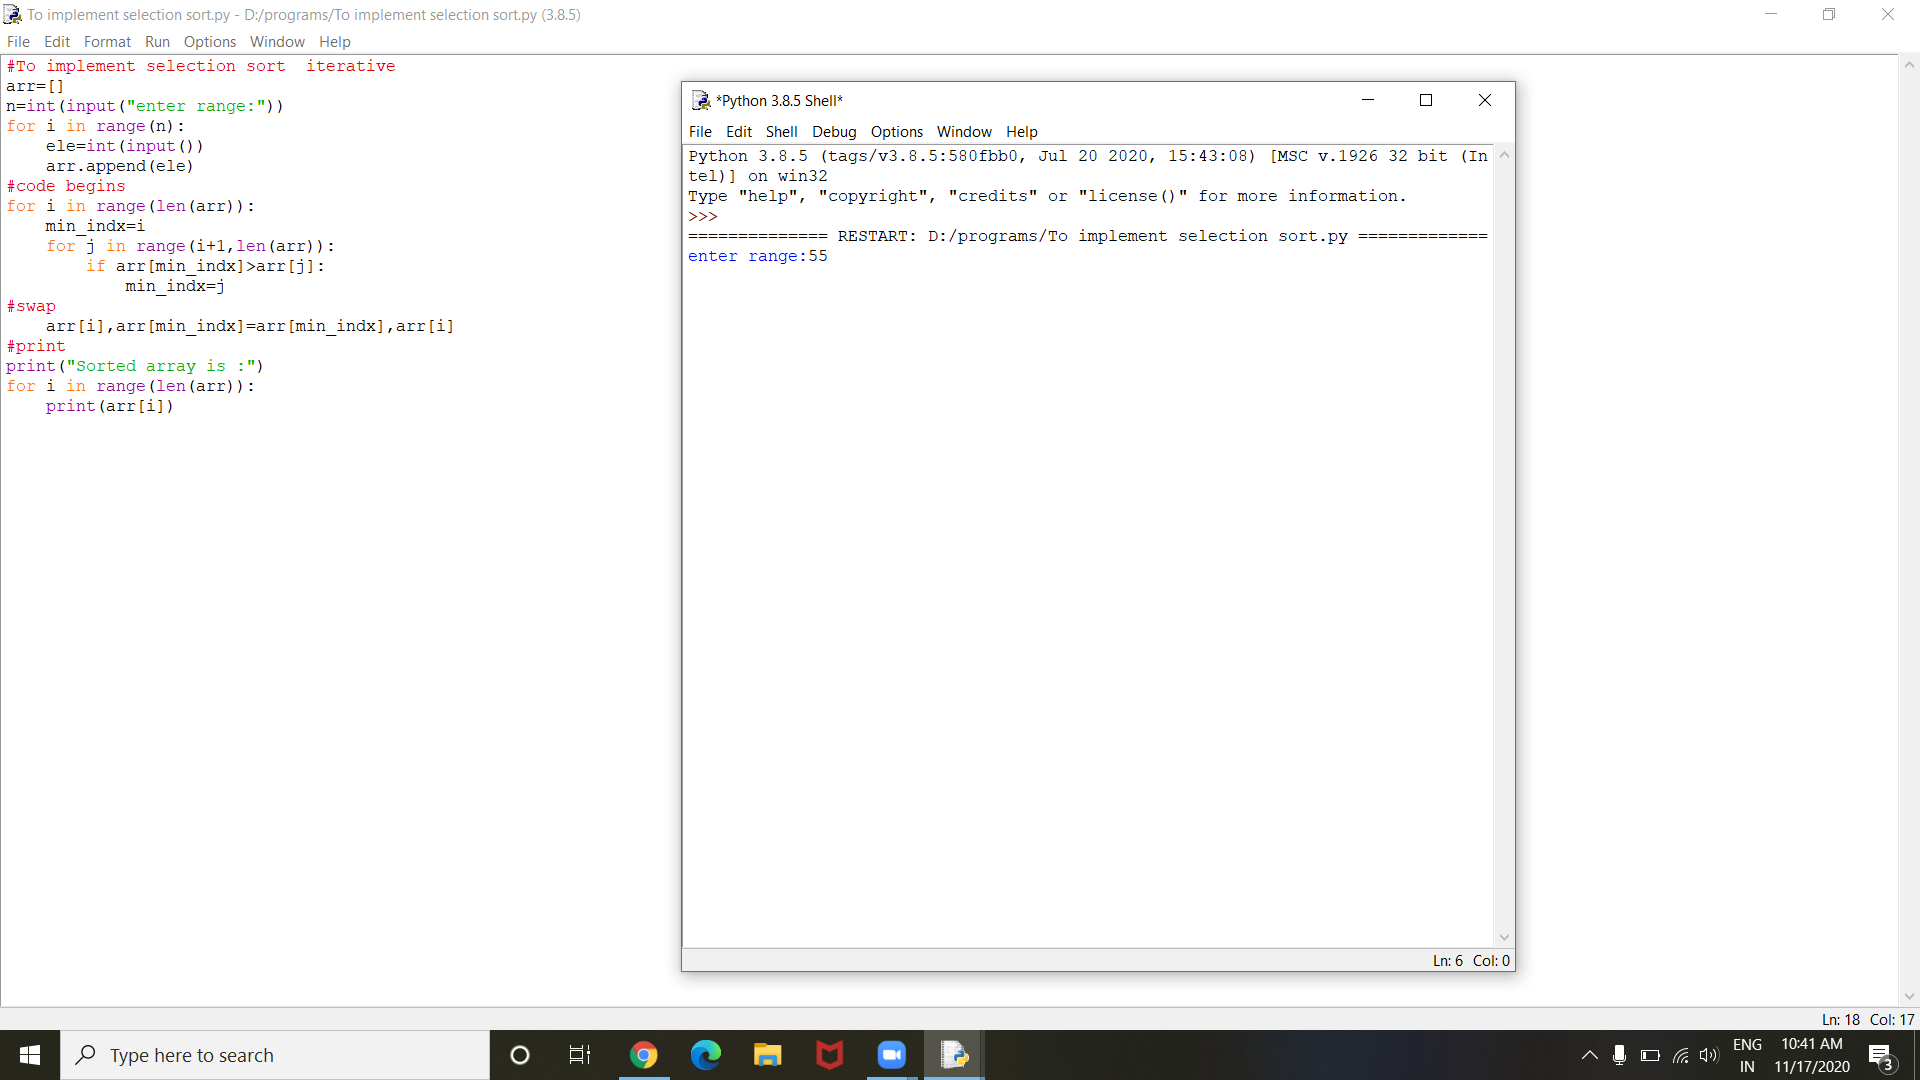 To implement selection sort.py - D:/programs/To implement selection sort.py (3.8.5)
File Edit Format Run Options Window Help
#To implement selection sort  iterative
arr=[]
n=int(input("enter range:"))
for i in range(n):
    ele=int(input())
    arr.append(ele)
#code begins
for i in range(len(arr)):
    min_indx=i
    for j in range(i+1,len(arr)):
        if arr[min_indx]>arr[j]:
            min_indx=j
#swap
    arr[i],arr[min_indx]=arr[min_indx],arr[i]
#print
print("Sorted array is :")
for i in range(len(arr)):
    print(arr[i])
*Python 3.8.5 Shell*
File Edit Shell Debug Options Window Help
Python 3.8.5 (tags/v3.8.5:580fbb0, Jul 20 2020, 15:43:08) [MSC v.1926 32 bit (In
tel)] on win32
Type "help", "copyright", "credits" or "license()" for more information.
>>>
============== RESTART: D:/programs/To implement selection sort.py =============
enter range:55
Ln: 6 Col: 0
Ln: 18 Col: 17
Type here to search
ENG
IN
10:41 AM
11/17/2020
3